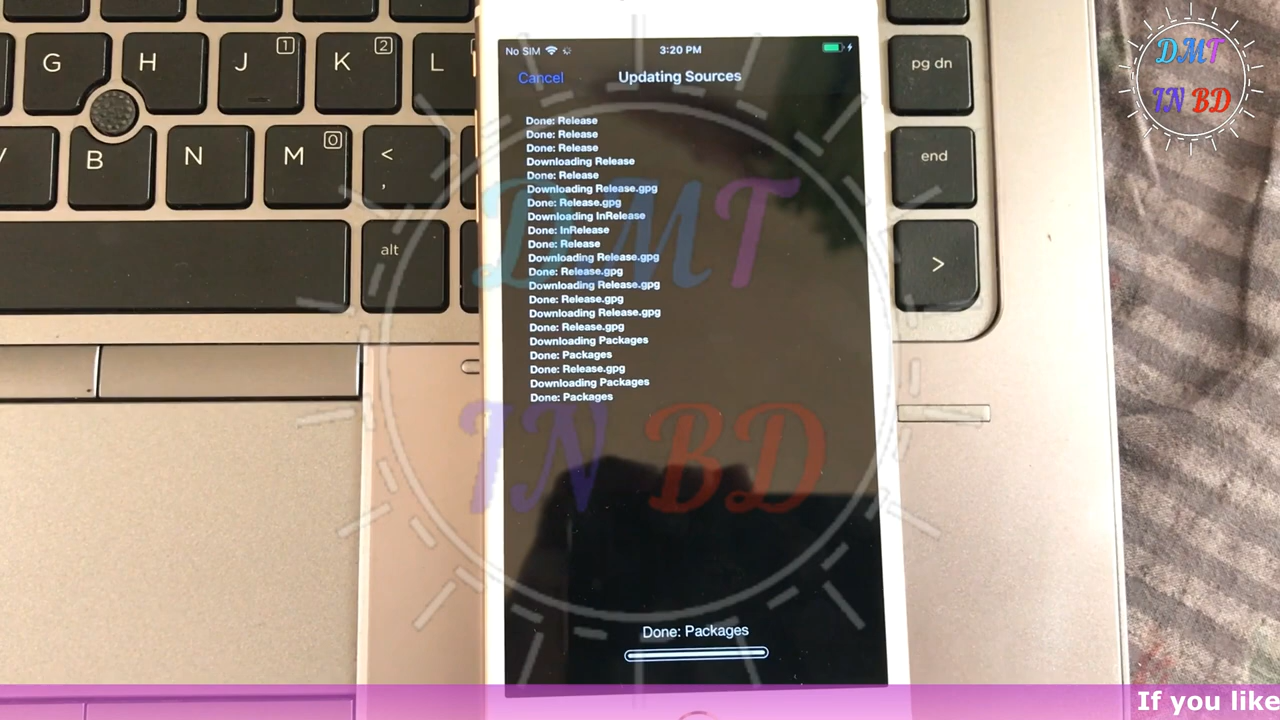 No SIM 3:20 PM
Cancel Updating Sources
Done: Release
Done: Release
Done: Release
Downloading Release
Done: Release
Downloading Release.gpg
Done: Release.gpg
Downloading InRelease
Done: InRelease
Done: Release
Downloading Release.gpg
Done: Release.gpg
Downloading Release.gpg
Done: Release.gpg
Downloading Release.gpg
Done: Release.gpg
Downloading Packages
Done: Packages
Done: Release.gpg
Downloading Packages
Done: Packages
Done: Packages
G H J 1 K 2 L
B N M 0 < ,
alt
pg dn
end
>
DMT
IN BD
DMT
IN BD
If you like